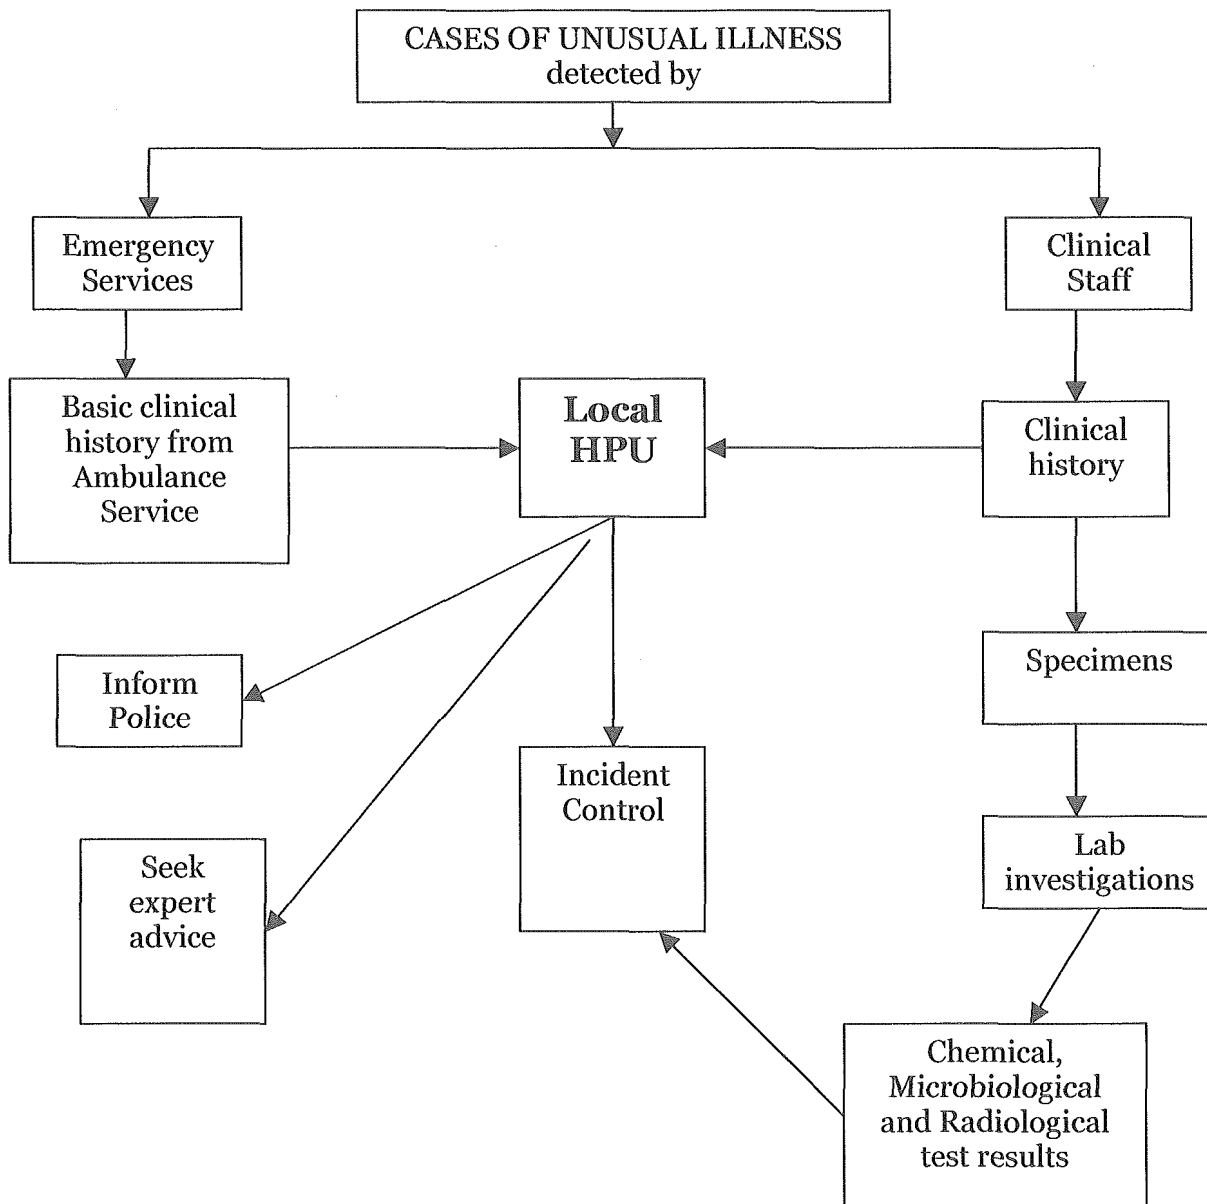 CASES OF UNUSUAL ILLNESS
detected by
Emergency
Services
Clinical
Staff
Basic clinical
history from
Ambulance
Service
Local
HPU
Clinical
history
Inform
Police
Specimens
Incident
Control
Lab
investigations
Seek
expert
advice
Chemical,
Microbiological
and Radiological
test results